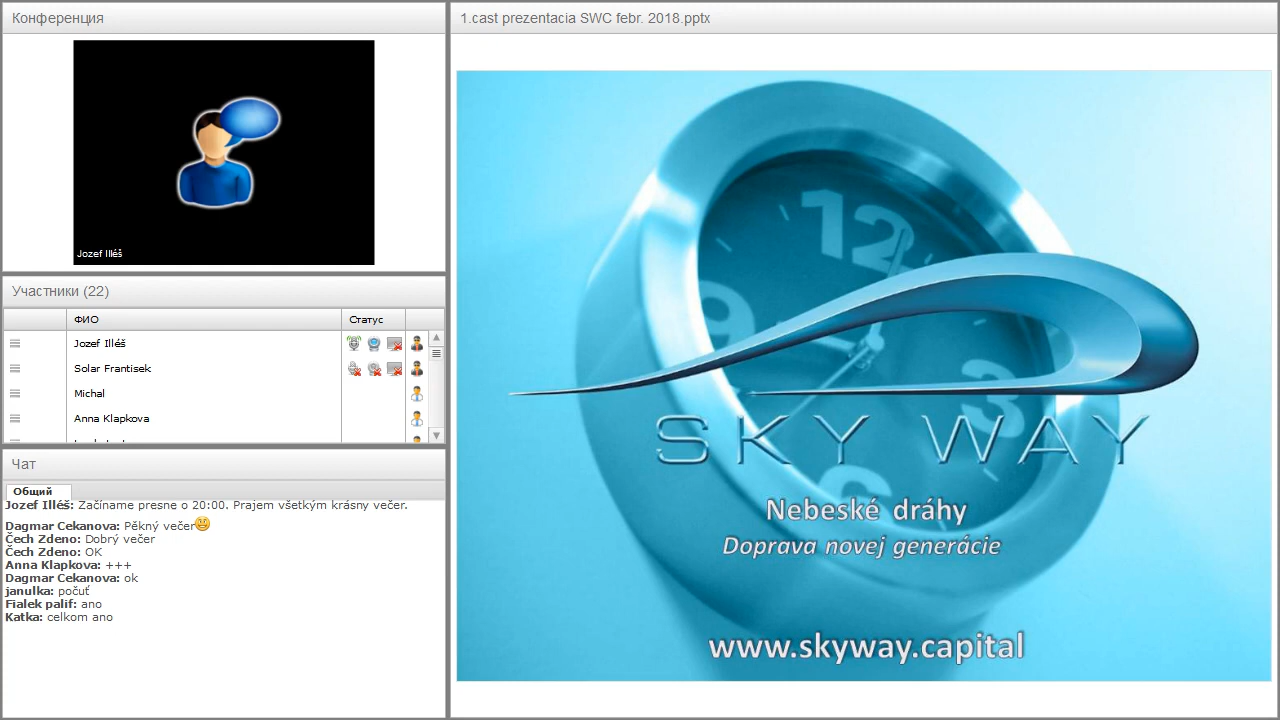 Конференция
Jozef Illéš
Участники (22)
ФИО
Статус
Jozef Illéš
Solar Frantisek
Michal
Anna Klapkova
Чат
Общий
Jozef Illéš: Začíname presne o 20:00. Prajem všetkým krásny večer.
Dagmar Cekanova: Pěkný večer
Čech Zdeno: Dobrý večer
Čech Zdeno: OK
Anna Klapkova: +++
Dagmar Cekanova: ok
janulka: počuť
Fialek palif: ano
Katka: celkom ano
1.cast prezentacia SWC febr. 2018.pptx
12
9
3
6
SKY WAY
Nebeské dráhy
Doprava novej generácie
www.skyway.capital